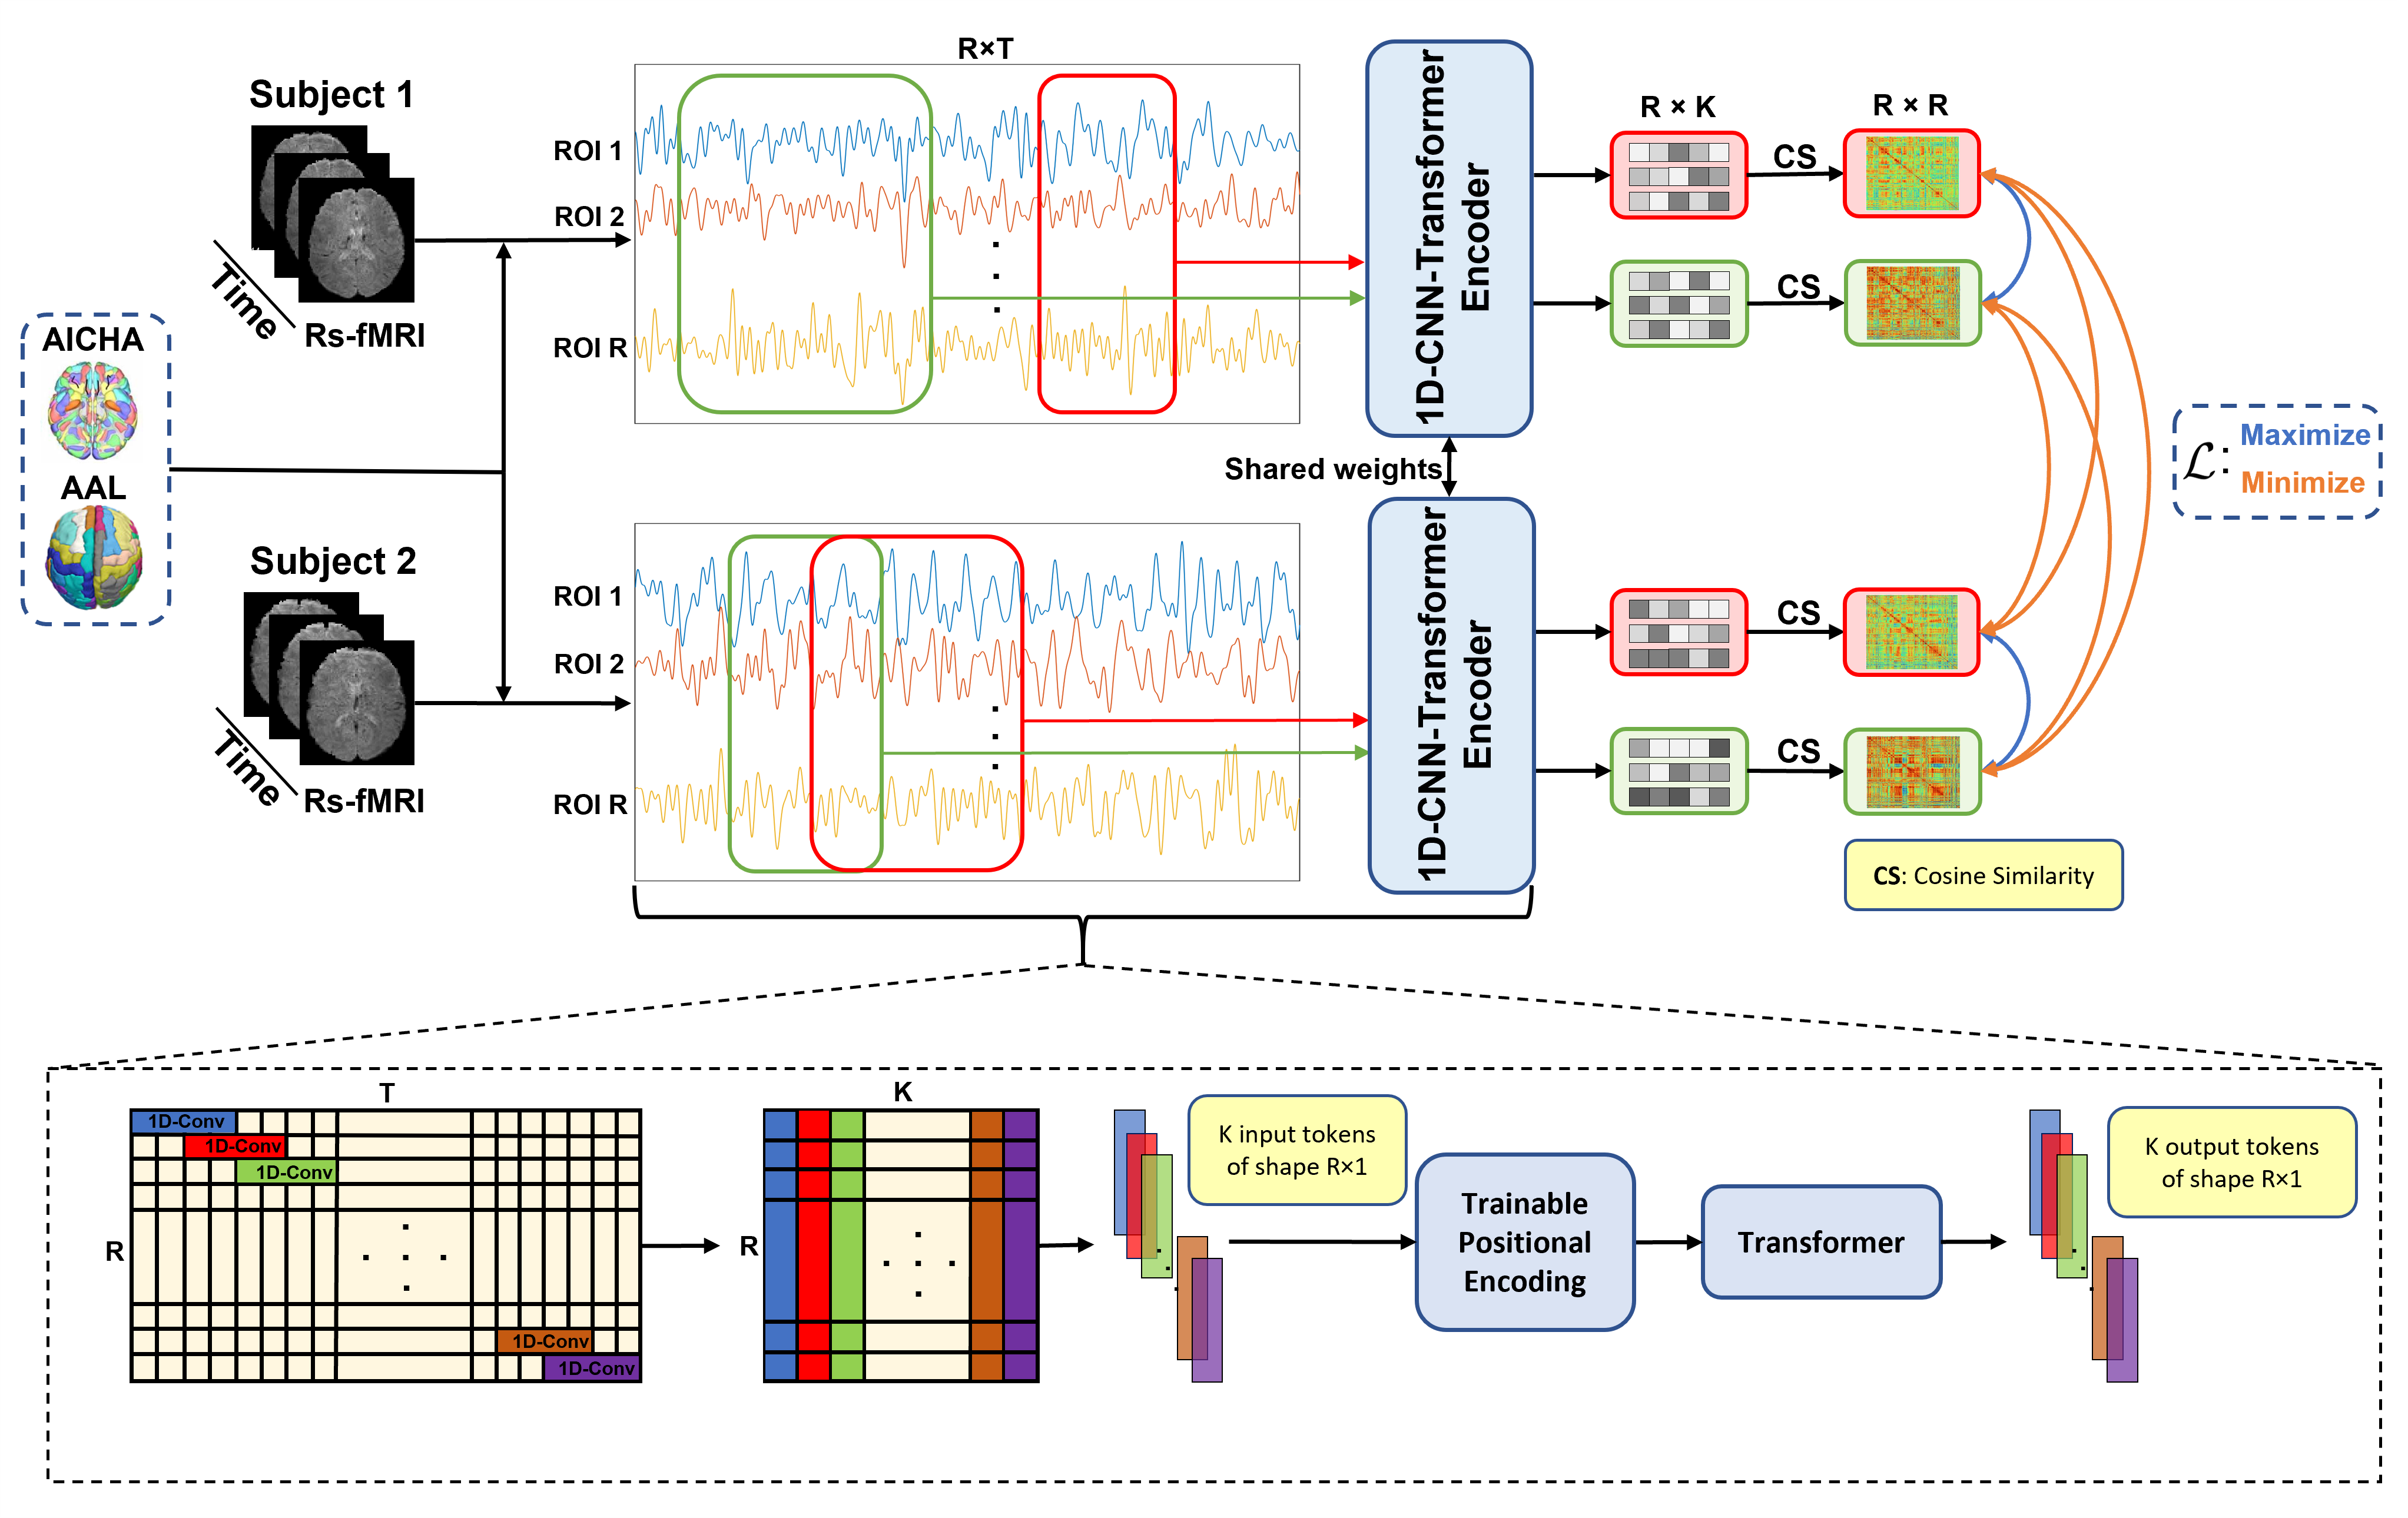 R×T
Subject 1
ROI 1
ROI 2
ROI R
Time
Rs-fMRI
1D-CNN-Transformer
Encoder
R × K
R × R
CS
CS
AICHA
AAL
Shared weights
ℒ:
Maximize
Minimize
Subject 2
ROI 1
ROI 2
ROI R
Time
Rs-fMRI
1D-CNN-Transformer
Encoder
CS
CS
CS: Cosine Similarity
T
R
1D-Conv
1D-Conv
1D-Conv
1D-Conv
1D-Conv
K
R
K input tokens
of shape R×1
Trainable
Positional
Encoding
Transformer
K output tokens
of shape R×1